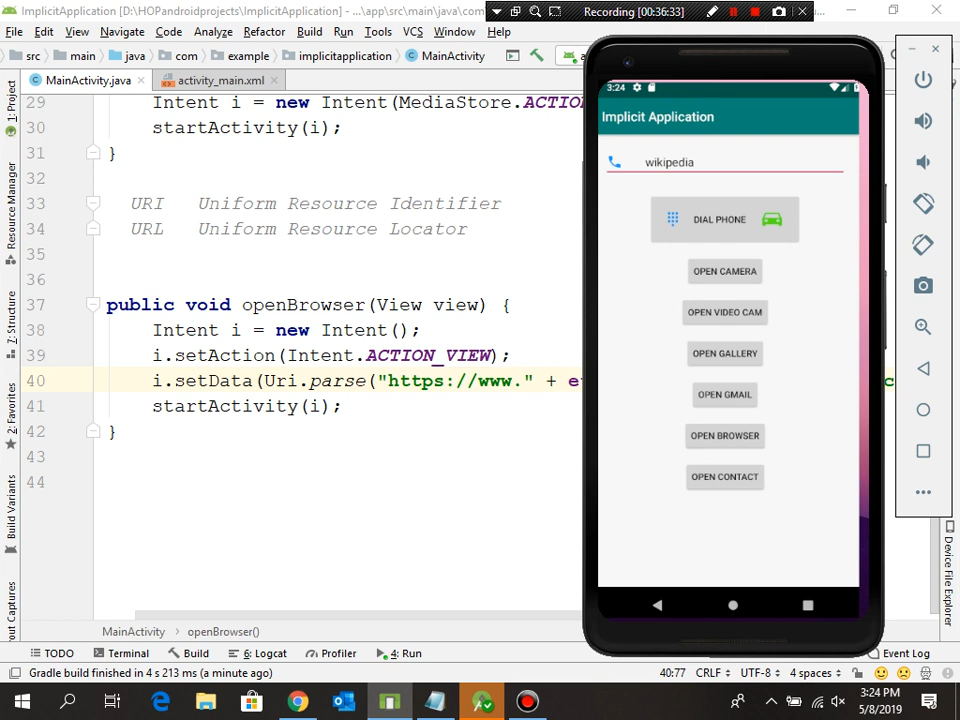 ImplicitApplication [D:\HOPandroidprojects\ImplicitApplication] - ...\app\src\main\java\com
Recording [00:36:33]
File Edit View Navigate Code Analyze Refactor Build Run Tools VCS Window Help
src main java com example implicitapplication MainActivity
MainActivity.java activity_main.xml
29 Intent i = new Intent(MediaStore.ACTIO
30 startActivity(i);
31 }
32
33 URI Uniform Resource Identifier
34 URL Uniform Resource Locator
35
36
37 public void openBrowser(View view) {
38 Intent i = new Intent();
39 i.setAction(Intent.ACTION_VIEW);
40 i.setData(Uri.parse("https://www." + e
41 startActivity(i);
42 }
43
44
1: Project
Resource Manager
Z: Structure
2: Favorites
Build Variants
out Captures
3:24
Implicit Application
wikipedia
DIAL PHONE
OPEN CAMERA
OPEN VIDEO CAM
OPEN GALLERY
OPEN GMAIL
OPEN BROWSER
OPEN CONTACT
Device File Explorer
MainActivity › openBrowser()
TODO Terminal Build 6: Logcat Profiler 4: Run Event Log
Gradle build finished in 4 s 213 ms (a minute ago) 40:77 CRLF UTF-8 4 spaces
3:24 PM
5/8/2019